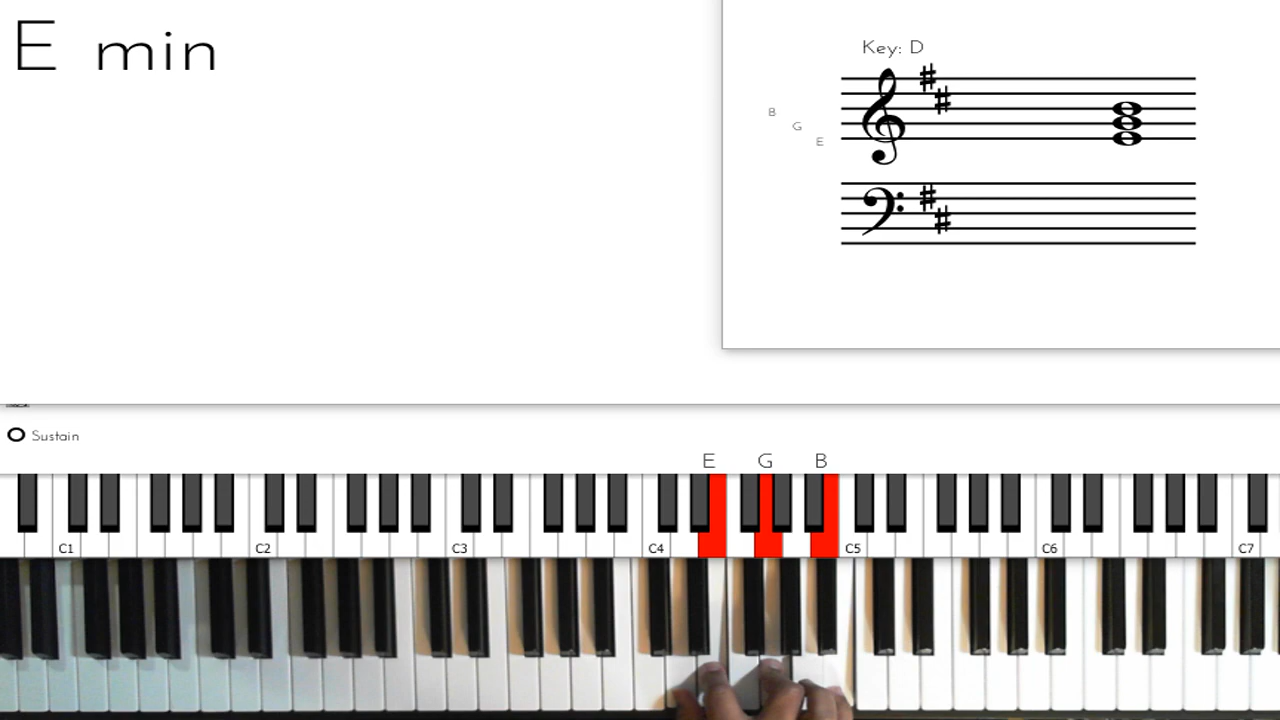 E min
Key: D
B
G
E
Sustain
E G B
C1 C2 C3 C4 C5 C6 C7